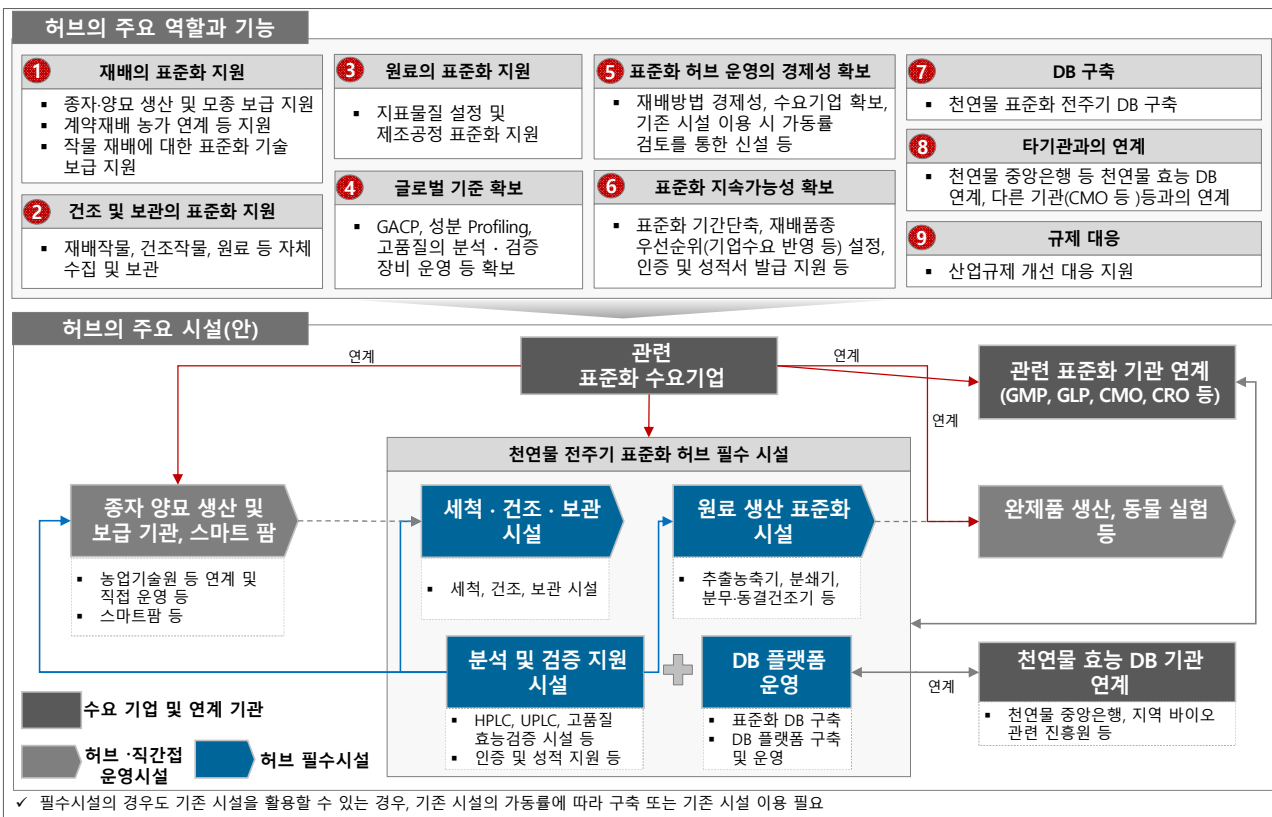 허브의 주요 역할과 기능
1 재배의 표준화 지원
▪ 종자·양묘 생산 및 모종 보급 지원
▪ 계약재배 농가 연계 등 지원
▪ 작물 재배에 대한 표준화 기술
보급 지원
2 건조 및 보관의 표준화 지원
▪ 재배작물, 건조작물, 원료 등 자체
수집 및 보관
3 원료의 표준화 지원
▪ 지표물질 설정 및
제조공정 표준화 지원
4 글로벌 기준 확보
▪ GACP, 성분 Profiling,
고품질의 분석 · 검증
장비 운영 등 확보
5 표준화 허브 운영의 경제성 확보
▪ 재배방법 경제성, 수요기업 확보,
기존 시설 이용 시 가동률
검토를 통한 신설 등
6 표준화 지속가능성 확보
▪ 표준화 기간단축, 재배품종
우선순위(기업수요 반영 등) 설정,
인증 및 성적서 발급 지원 등
7 DB 구축
▪ 천연물 표준화 전주기 DB 구축
8 타기관과의 연계
▪ 천연물 중앙은행 등 천연물 효능 DB
연계, 다른 기관(CMO 등 )등과의 연계
9 규제 대응
▪ 산업규제 개선 대응 지원
허브의 주요 시설(안)
연계
관련
표준화 수요기업
연계
관련 표준화 기관 연계
(GMP, GLP, CMO, CRO 등)
연계
천연물 전주기 표준화 허브 필수 시설
종자 양묘 생산 및
보급 기관, 스마트 팜
▪ 농업기술원 등 연계 및
직접 운영 등
▪ 스마트팜 등
세척 · 건조 · 보관
시설
▪ 세척, 건조, 보관 시설
원료 생산 표준화
시설
▪ 추출농축기, 분쇄기,
분무·동결건조기 등
완제품 생산, 동물 실험
등
분석 및 검증 지원
시설
▪ HPLC, UPLC, 고품질
효능검증 시설 등
▪ 인증 및 성적 지원 등
DB 플랫폼
운영
▪ 표준화 DB 구축
▪ DB 플랫폼 구축
및 운영
연계
천연물 효능 DB 기관
연계
▪ 천연물 중앙은행, 지역 바이오
관련 진흥원 등
수요 기업 및 연계 기관
허브 ·직간접
운영시설
허브 필수시설
✓ 필수시설의 경우도 기존 시설을 활용할 수 있는 경우, 기존 시설의 가동률에 따라 구축 또는 기존 시설 이용 필요